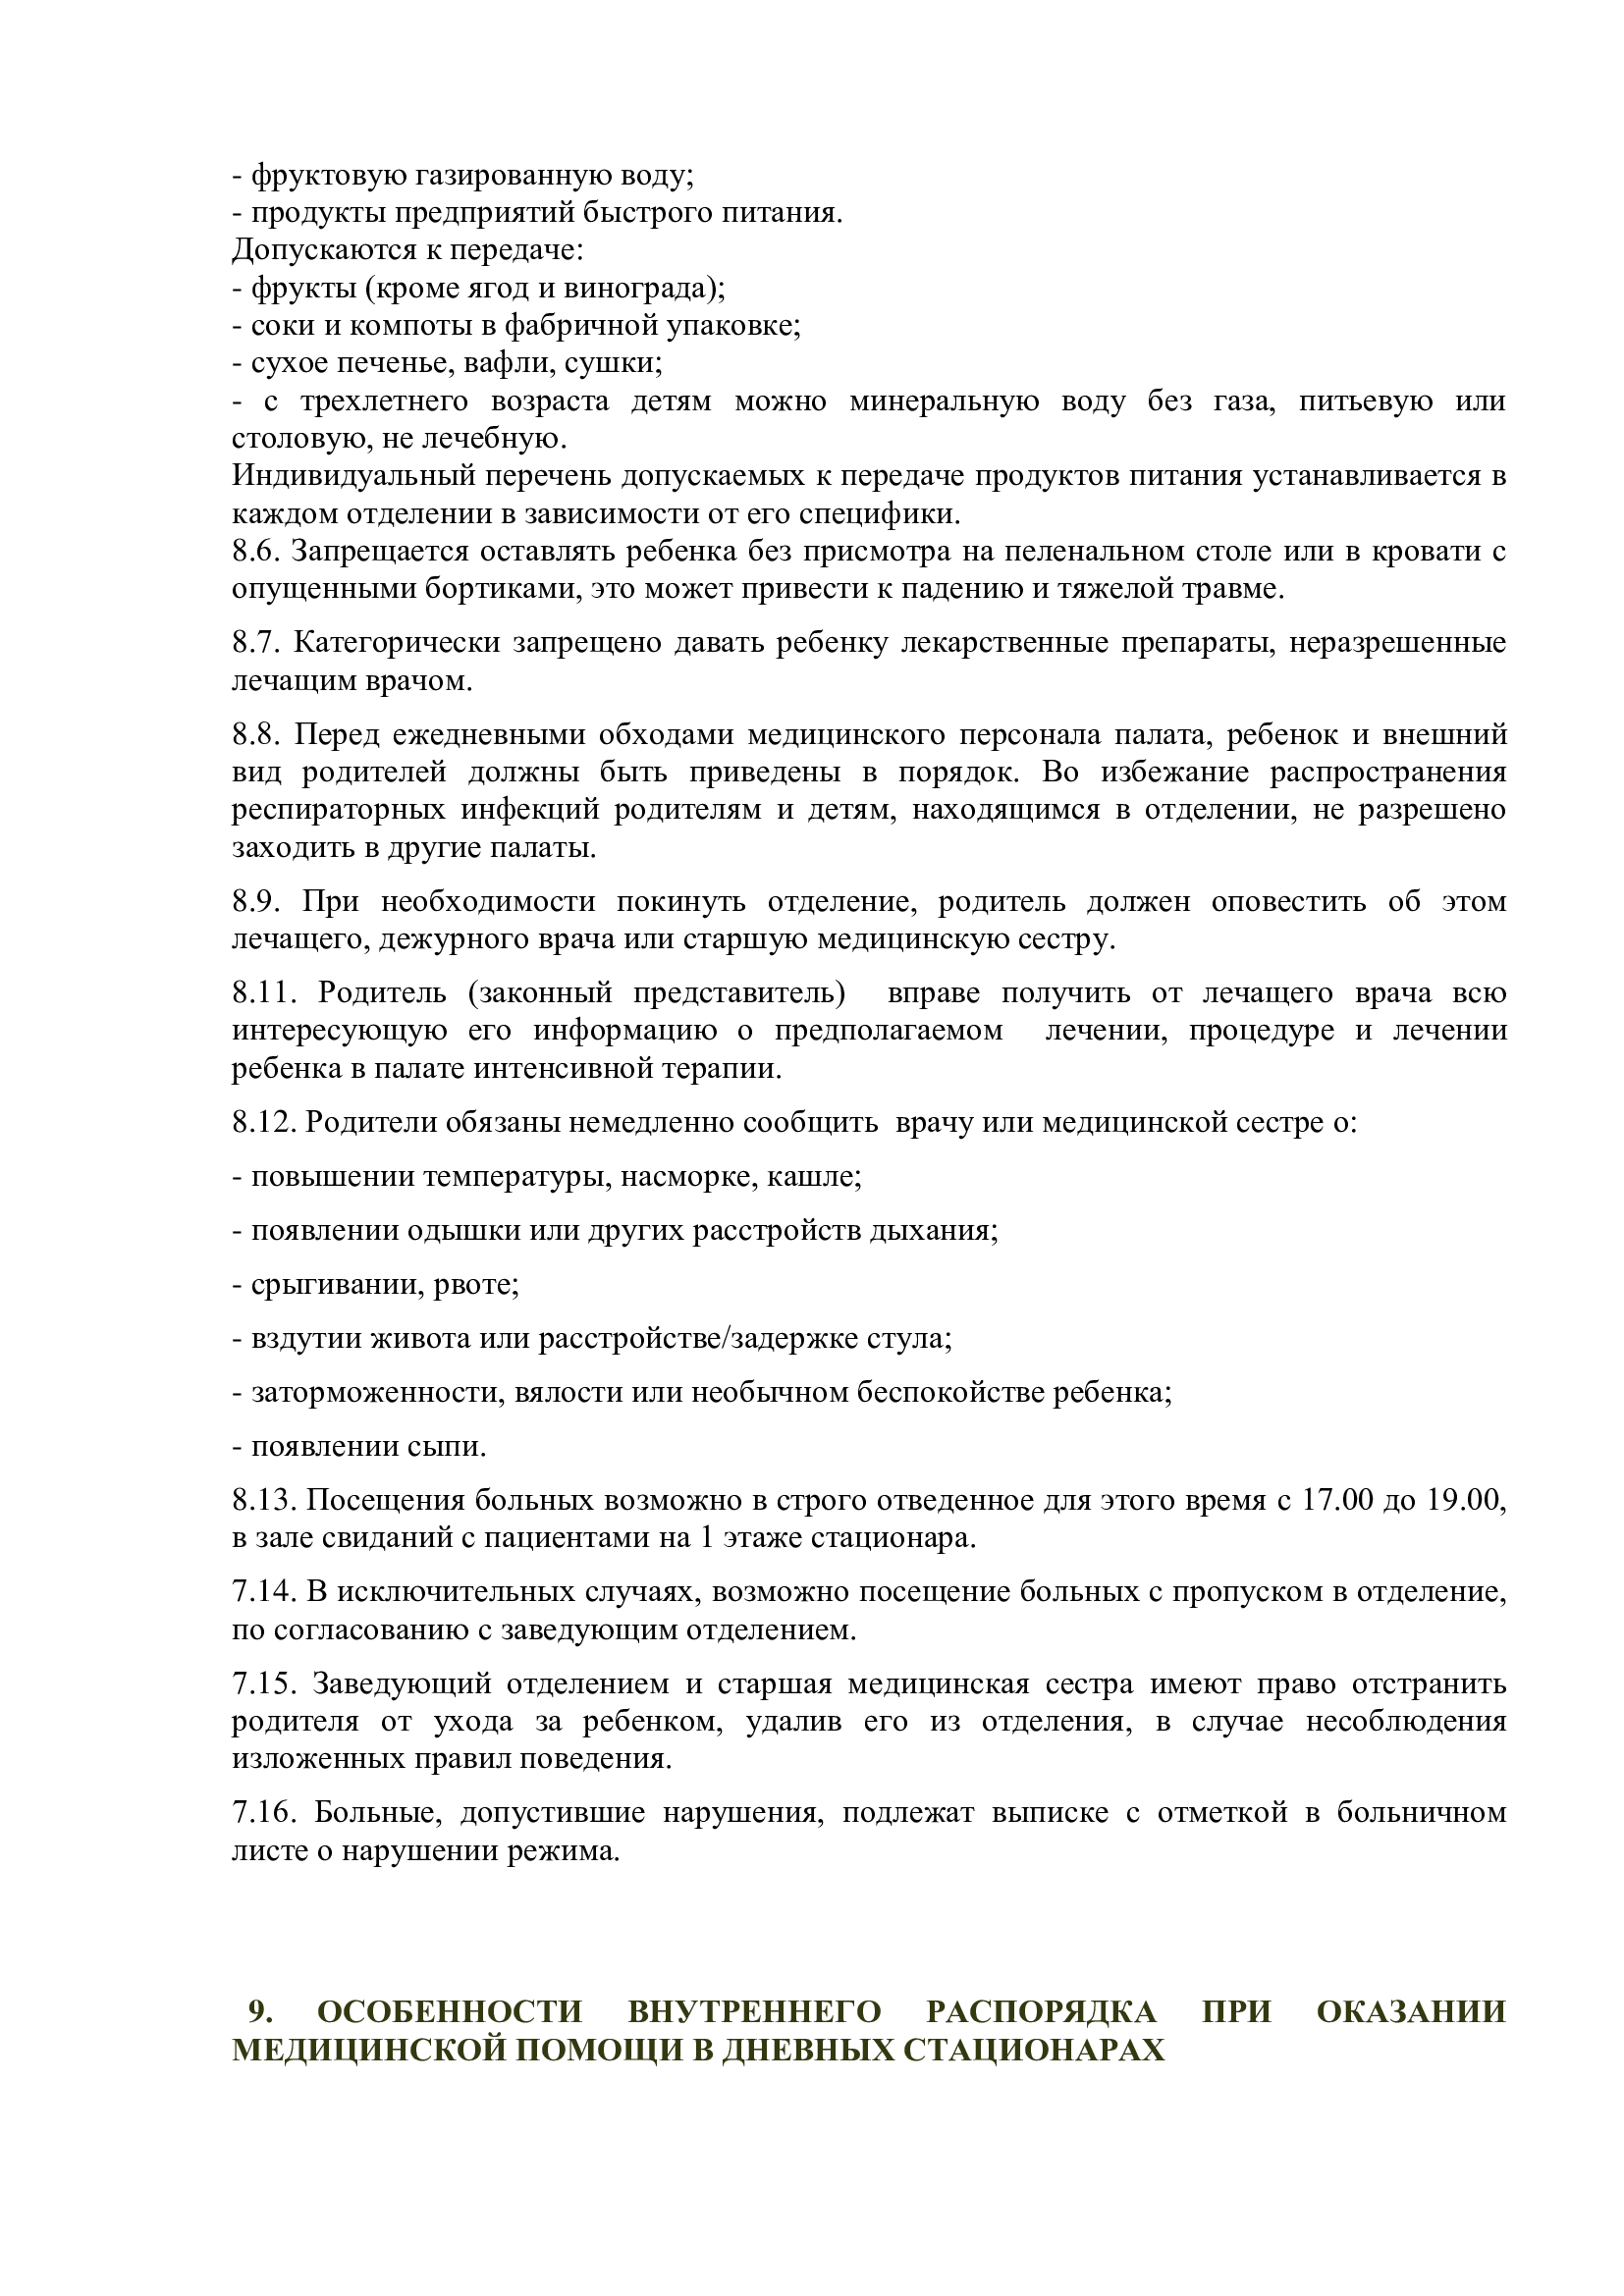 - фруктовую газированную воду;
- продукты предприятий быстрого питания.
Допускаются к передаче:
- фрукты (кроме ягод и винограда);
- соки и компоты в фабричной упаковке;
- сухое печенье, вафли, сушки;
- с трехлетнего возраста детям можно минеральную воду без газа, питьевую или
столовую, не лечебную.
Индивидуальный перечень допускаемых к передаче продуктов питания устанавливается в
каждом отделении в зависимости от его специфики.
8.6. Запрещается оставлять ребенка без присмотра на пеленальном столе или в кровати с
опущенными бортиками, это может привести к падению и тяжелой травме.
8.7. Категорически запрещено давать ребенку лекарственные препараты, неразрешенные
лечащим врачом.
8.8. Перед ежедневными обходами медицинского персонала палата, ребенок и внешний
вид родителей должны быть приведены в порядок. Во избежание распространения
респираторных инфекций родителям и детям, находящимся в отделении, не разрешено
заходить в другие палаты.
8.9. При необходимости покинуть отделение, родитель должен оповестить об этом
лечащего, дежурного врача или старшую медицинскую сестру.
8.11. Родитель (законный представитель) вправе получить от лечащего врача всю
интересующую его информацию о предполагаемом лечении, процедуре и лечении
ребенка в палате интенсивной терапии.
8.12. Родители обязаны немедленно сообщить врачу или медицинской сестре о:
- повышении температуры, насморке, кашле;
- появлении одышки или других расстройств дыхания;
- срыгивании, рвоте;
- вздутии живота или расстройстве/задержке стула;
- заторможенности, вялости или необычном беспокойстве ребенка;
- появлении сыпи.
8.13. Посещения больных возможно в строго отведенное для этого время с 17.00 до 19.00,
в зале свиданий с пациентами на 1 этаже стационара.
7.14. В исключительных случаях, возможно посещение больных с пропуском в отделение,
по согласованию с заведующим отделением.
7.15. Заведующий отделением и старшая медицинская сестра имеют право отстранить
родителя от ухода за ребенком, удалив его из отделения, в случае несоблюдения
изложенных правил поведения.
7.16. Больные, допустившие нарушения, подлежат выписке с отметкой в больничном
листе о нарушении режима.
9. ОСОБЕННОСТИ ВНУТРЕННЕГО РАСПОРЯДКА ПРИ ОКАЗАНИИ
МЕДИЦИНСКОЙ ПОМОЩИ В ДНЕВНЫХ СТАЦИОНАРАХ